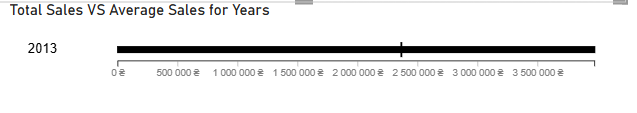 Total Sales VS Average Sales for Years
2013
0 ₴ 500 000 ₴ 1 000 000 ₴ 1 500 000 ₴ 2 000 000 ₴ 2 500 000 ₴ 3 000 000 ₴ 3 500 000 ₴